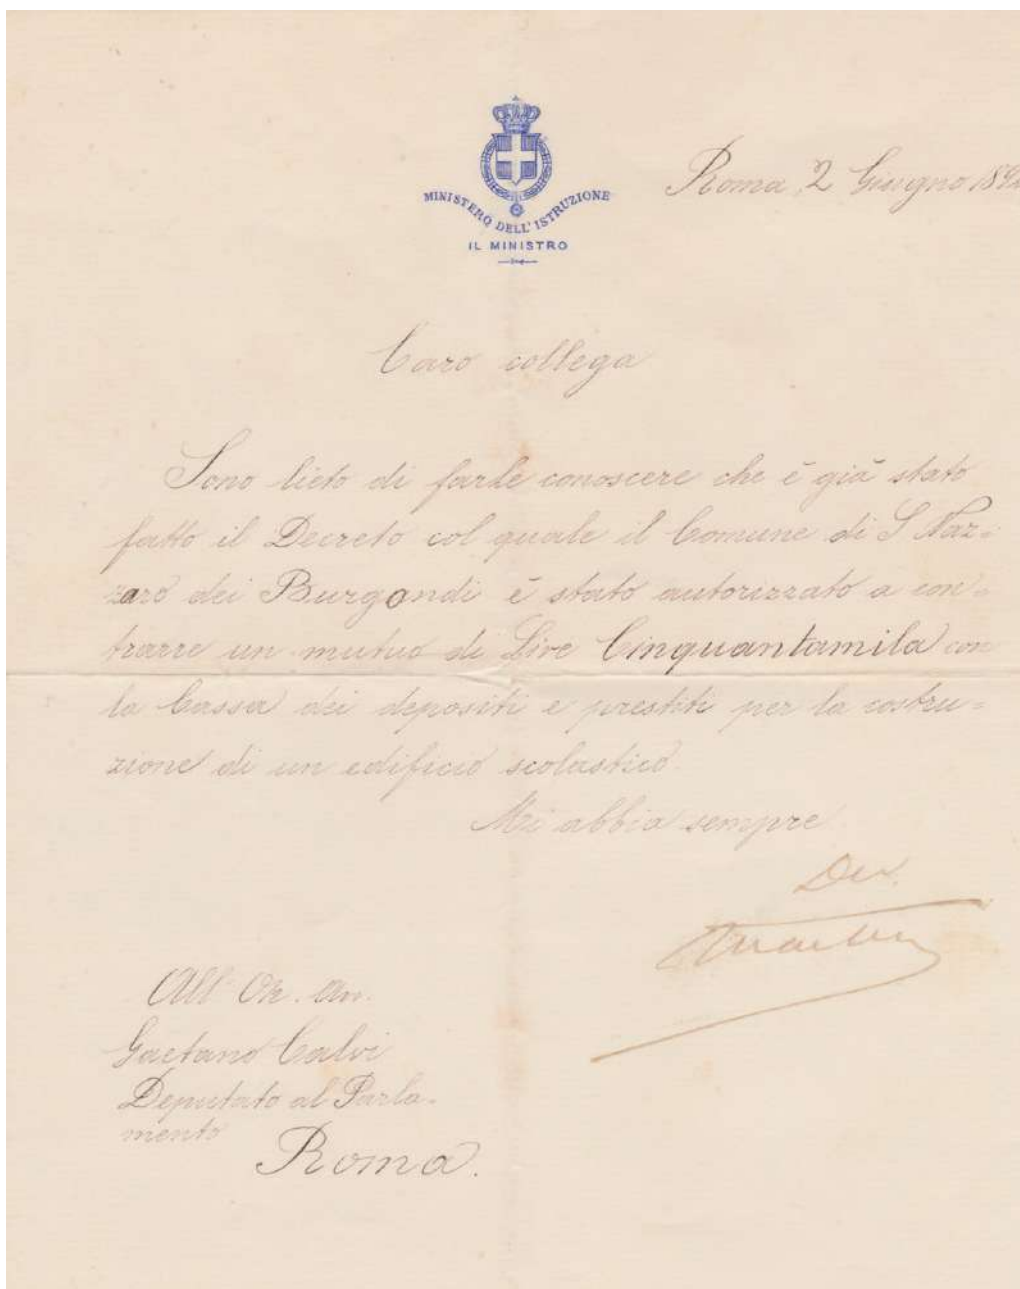 MINISTERO DELL'ISTRUZIONE
IL MINISTRO
Roma, 2 Giugno
Caro collega
Sono lieto di farle conoscere che è già stato
fatto il Decreto col quale il Comune di S Naz-
zaro dei Burgondi è stato autorizzato a con-
trarre un mutuo di Lire Cinquantamila con
la Cassa dei depositi e prestiti per la costru-
zione di un edificio scolastico.
Mi abbia sempre
All' On. Avv.
Gaetano Calvi
Deputato al Parla-
mento
Roma.